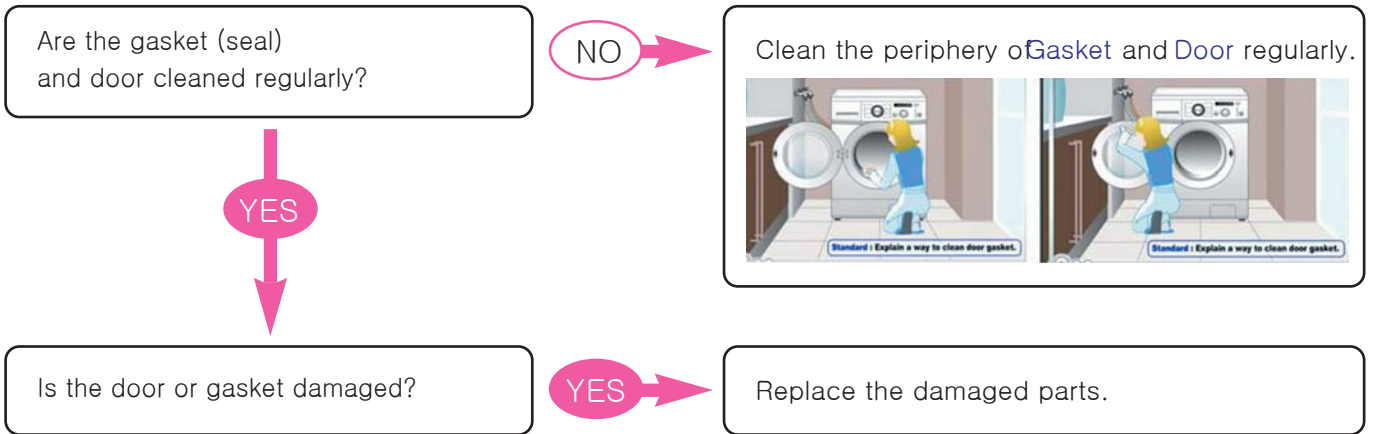 Are the gasket (seal)
and door cleaned regularly?
NO
Clean the periphery of Gasket and Door regularly.
Standard : Explain a way to clean door gasket.
Standard : Explain a way to clean door gasket.
YES
Is the door or gasket damaged?
YES
Replace the damaged parts.